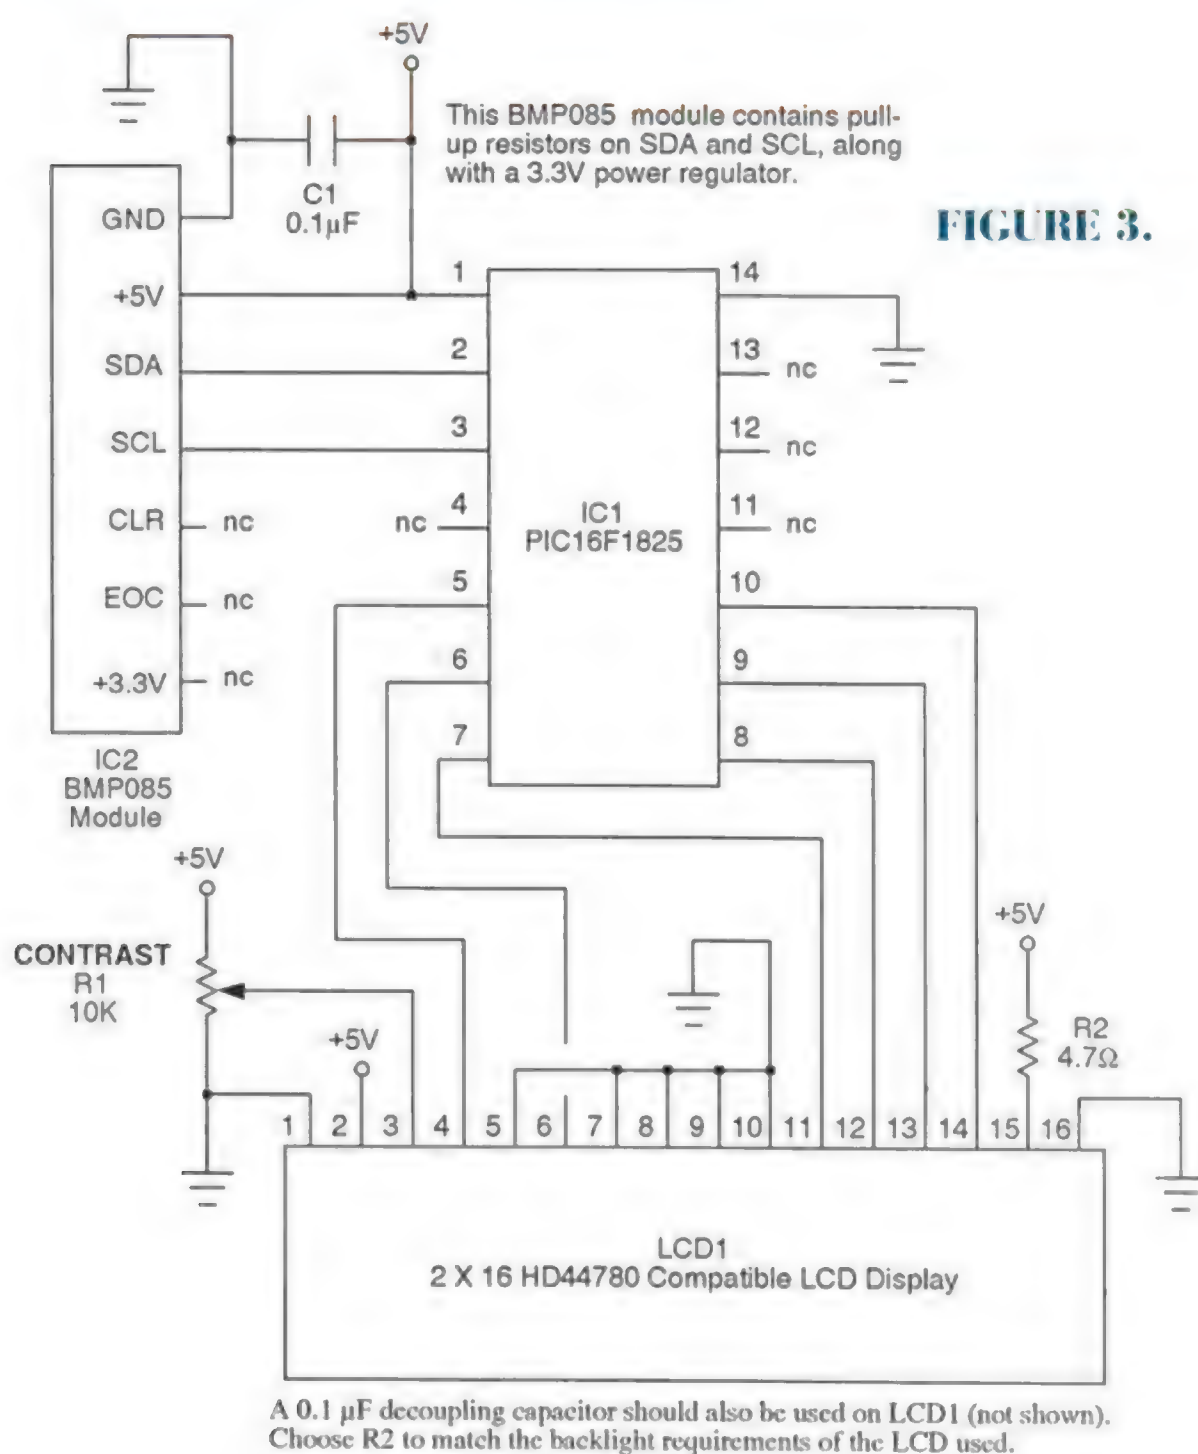 +5V
This BMP085 module contains pull-
up resistors on SDA and SCL, along
with a 3.3V power regulator.
C1
0.1µF
FIGURE 3.
GND
+5V
SDA
SCL
CLR
EOC
+3.3V
nc
nc
nc
IC2
BMP085
Module
1
2
3
4
nc
5
6
7
IC1
PIC16F1825
14
13
nc
12
nc
11
nc
10
9
8
+5V
CONTRAST
R1
10K
+5V
+5V
R2
4.7Ω
1 2 3 4 5 6 7 8 9 10 11 12 13 14 15 16
LCD1
2 X 16 HD44780 Compatible LCD Display
A 0.1 µF decoupling capacitor should also be used on LCD1 (not shown).
Choose R2 to match the backlight requirements of the LCD used.